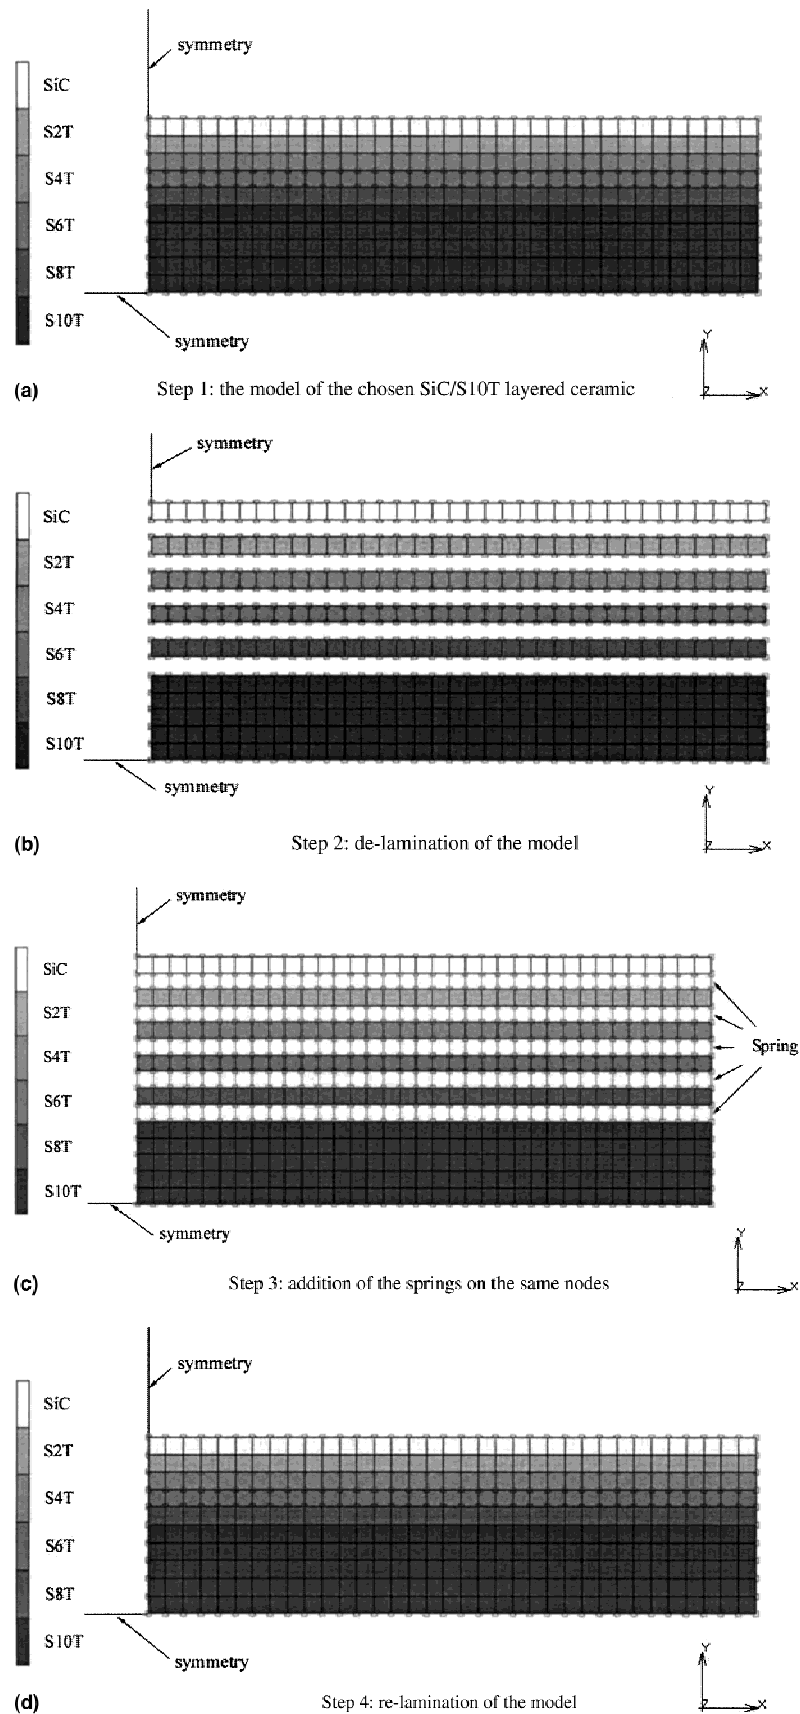 symmetry
SiC
S2T
S4T
S6T
S8T
S10T
symmetry
Y
Z
X
(a)
Step 1: the model of the chosen SiC/S10T layered ceramic
symmetry
SiC
S2T
S4T
S6T
S8T
S10T
symmetry
Y
Z
X
(b)
Step 2: de-lamination of the model
symmetry
SiC
S2T
S4T
S6T
S8T
S10T
Spring
symmetry
Y
Z
X
(c)
Step 3: addition of the springs on the same nodes
symmetry
SiC
S2T
S4T
S6T
S8T
S10T
symmetry
Y
Z
X
(d)
Step 4: re-lamination of the model